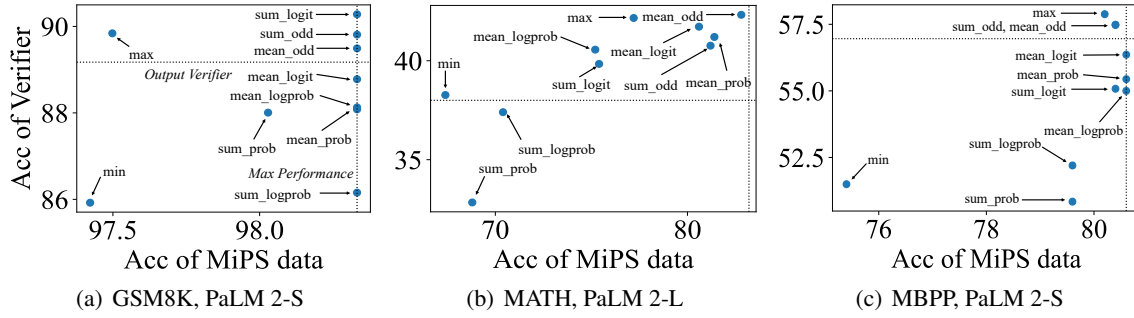 Acc of Verifier
90
88
86
97.5
98.0
sum_logit
sum_odd
max
mean_odd
Output Verifier
mean_logit
mean_logprob
sum_prob
mean_prob
min
Max Performance
sum_logprob
Acc of MiPS data
(a) GSM8K, PaLM 2-S
40
35
70
80
max
mean_odd
mean_logprob
mean_logit
min
sum_logit
sum_odd
mean_prob
sum_logprob
sum_prob
Acc of MiPS data
(b) MATH, PaLM 2-L
57.5
55.0
52.5
76
78
80
max
sum_odd, mean_odd
mean_logit
mean_prob
sum_logit
mean_logprob
sum_logprob
min
sum_prob
Acc of MiPS data
(c) MBPP, PaLM 2-S